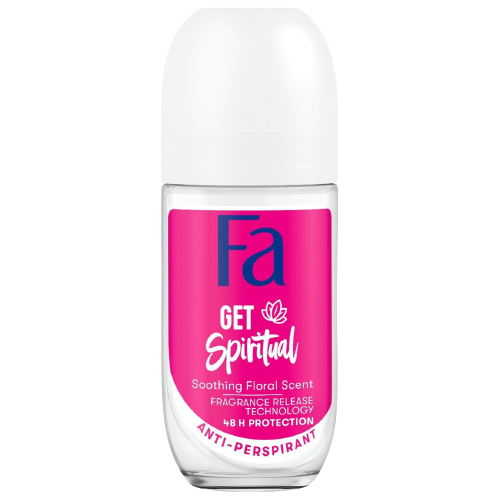 Fa
GET
Spiritual
Soothing Floral Scent
FRAGRANCE RELEASE
TECHNOLOGY
48 H PROTECTION
ANTI-PERSPIRANT